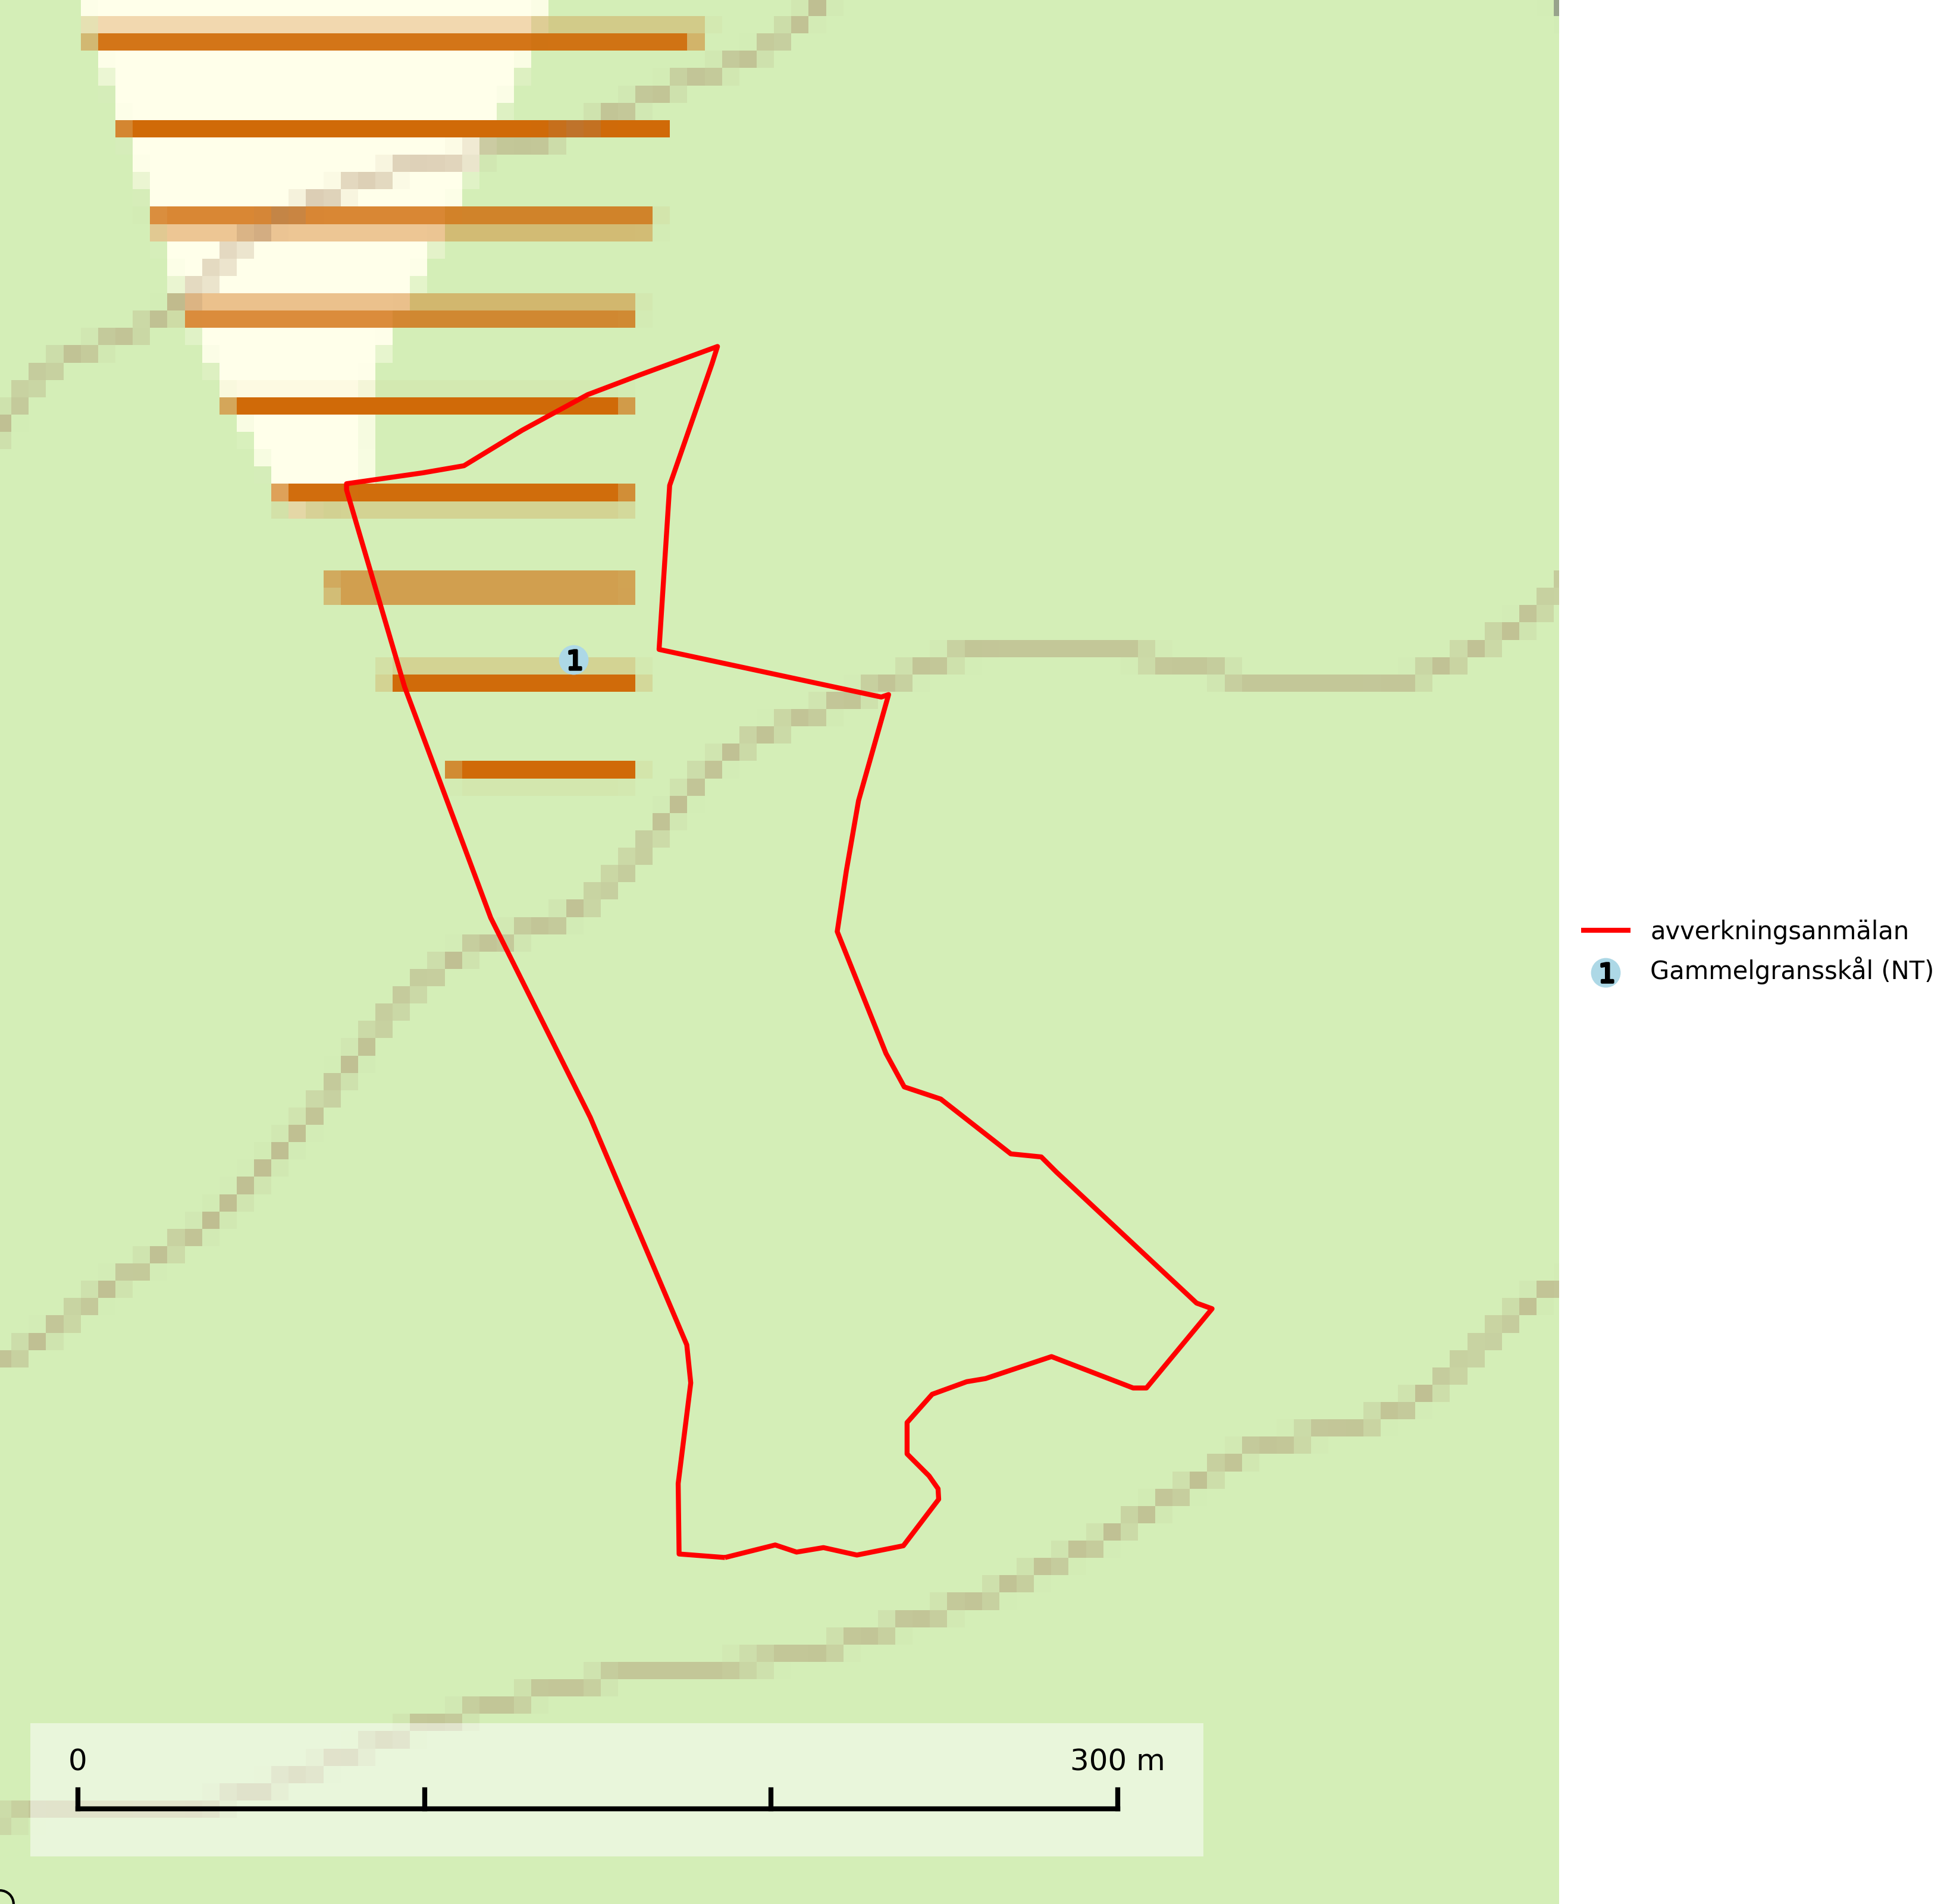 1
avverkningsanmälan
1 Gammelgransskål (NT)
0 300 m